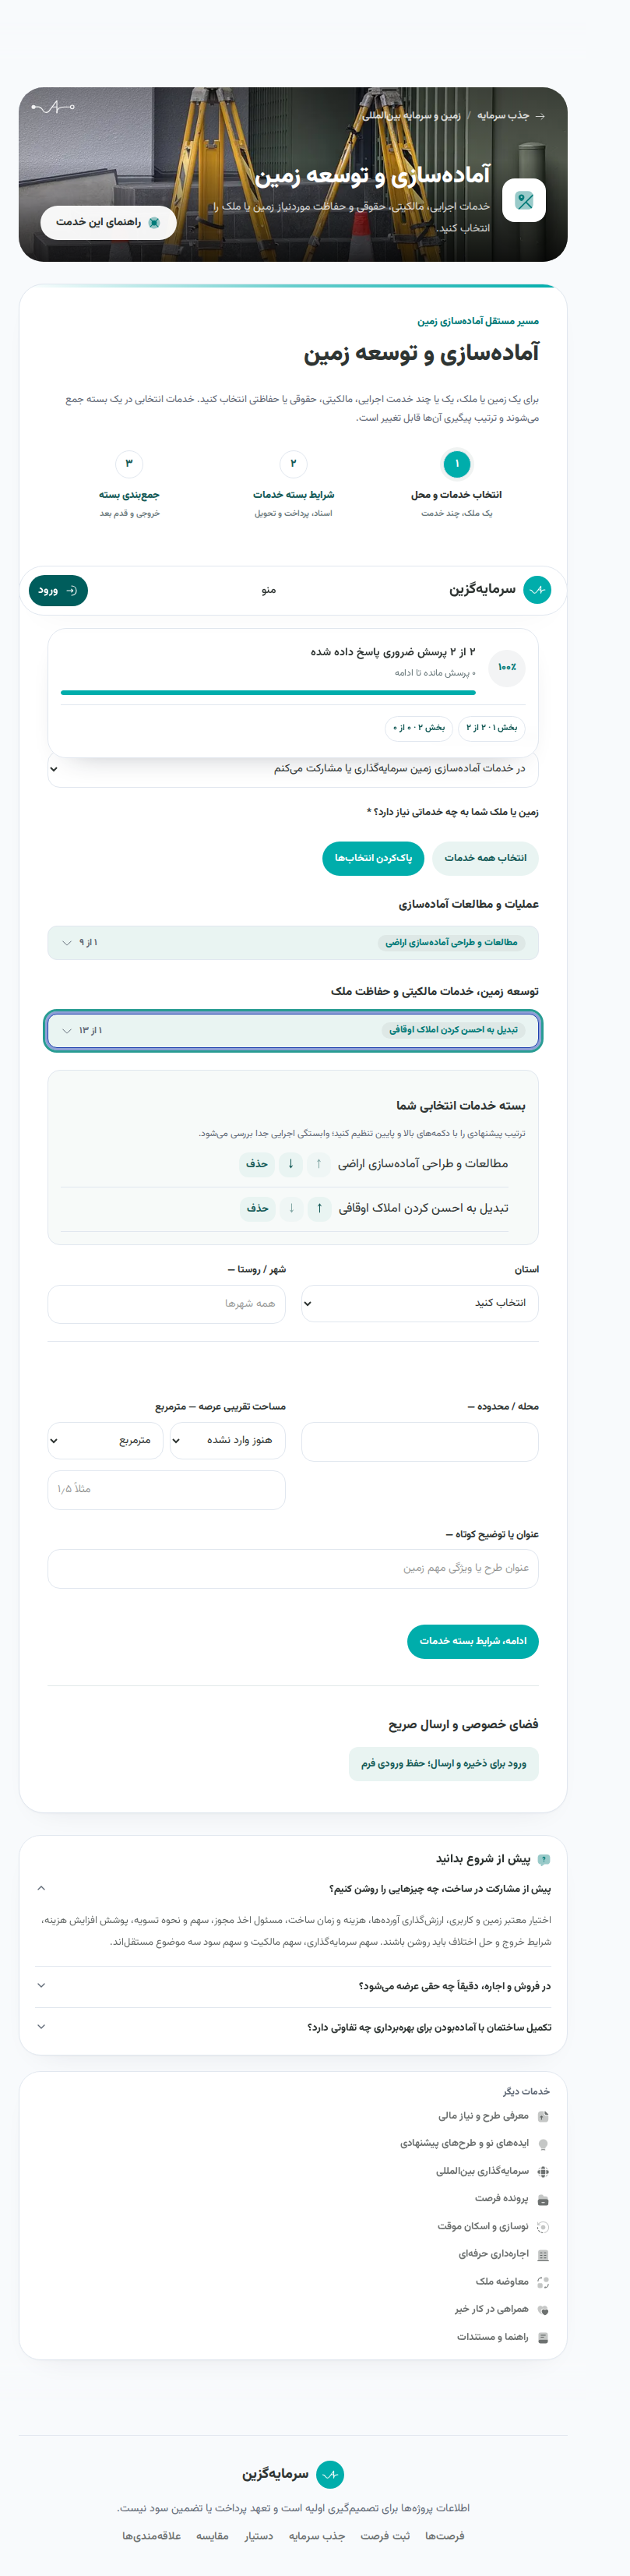 → جذب سرمایه / زمین و سرمایه بین‌المللی
آماده‌سازی و توسعه زمین
خدمات اجرایی، مالکیتی، حقوقی و حفاظت موردنیاز زمین یا ملک را
انتخاب کنید.
راهنمای این خدمت
مسیر مستقل آماده‌سازی زمین
آماده‌سازی و توسعه زمین
برای یک زمین یا ملک، یک یا چند خدمت اجرایی، مالکیتی، حقوقی یا حفاظتی انتخاب کنید. خدمات انتخابی در یک بسته جمع
می‌شوند و ترتیب پیگیری آن‌ها قابل تغییر است.
۱
انتخاب خدمات و محل
یک ملک، چند خدمت
۲
شرایط بسته خدمات
اسناد، پرداخت و تحویل
۳
جمع‌بندی بسته
خروجی و قدم بعد
سرمایه‌گزین
منو
ورود
۱۰۰٪
۲ از ۲ پرسش ضروری پاسخ داده شده
۰ پرسش مانده تا ادامه
بخش ۱ · ۲ از ۲
بخش ۲ · ۰ از ۰
در خدمات آماده‌سازی زمین سرمایه‌گذاری یا مشارکت می‌کنم
زمین یا ملک شما به چه خدماتی نیاز دارد؟ *
انتخاب همه خدمات
پاک‌کردن انتخاب‌ها
عملیات و مطالعات آماده‌سازی
مطالعات و طراحی آماده‌سازی اراضی
۱ از ۹
توسعه زمین، خدمات مالکیتی و حفاظت ملک
تبدیل به احسن کردن املاک اوقافی
۱ از ۱۳
بسته خدمات انتخابی شما
ترتیب پیشنهادی را با دکمه‌های بالا و پایین تنظیم کنید؛ وابستگی اجرایی جدا بررسی می‌شود.
مطالعات و طراحی آماده‌سازی اراضی ↑ ↓ حذف
تبدیل به احسن کردن املاک اوقافی ↑ ↓ حذف
استان
انتخاب کنید
شهر / روستا —
همه شهرها
محله / محدوده —
مساحت تقریبی عرصه — مترمربع
هنوز وارد نشده
مترمربع
مثلاً ۱٫۵
عنوان یا توضیح کوتاه —
عنوان طرح یا ویژگی مهم زمین
ادامه، شرایط بسته خدمات
فضای خصوصی و ارسال صریح
ورود برای ذخیره و ارسال؛ حفظ ورودی فرم
پیش از شروع بدانید
پیش از مشارکت در ساخت، چه چیزهایی را روشن کنیم؟
اختیار معتبر زمین و کاربری، ارزش‌گذاری آورده‌ها، هزینه و زمان ساخت، مسئول اخذ مجوز، سهم و نحوه تسویه، پوشش افزایش هزینه،
شرایط خروج و حل اختلاف باید روشن باشند. سهم سرمایه‌گذاری، سهم مالکیت و سهم سود سه موضوع مستقل‌اند.
در فروش و اجاره، دقیقاً چه حقی عرضه می‌شود؟
تکمیل ساختمان با آماده‌بودن برای بهره‌برداری چه تفاوتی دارد؟
خدمات دیگر
معرفی طرح و نیاز مالی
ایده‌های نو و طرح‌های پیشنهادی
سرمایه‌گذاری بین‌المللی
پرونده فرصت
نوسازی و اسکان موقت
اجاره‌داری حرفه‌ای
معاوضه ملک
همراهی در کار خیر
راهنما و مستندات
سرمایه‌گزین
اطلاعات پروژه‌ها برای تصمیم‌گیری اولیه است و تعهد پرداخت یا تضمین سود نیست.
فرصت‌ها ثبت فرصت جذب سرمایه دستیار مقایسه علاقه‌مندی‌ها